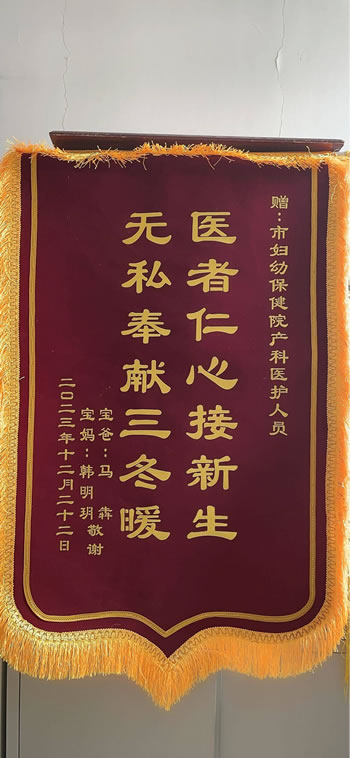 赠：市妇幼保健院产科医护人员
医者仁心接新生
无私奉献三冬暖
宝爸：马犇
宝妈：韩明玥敬谢
二〇二三年十二月二十二日